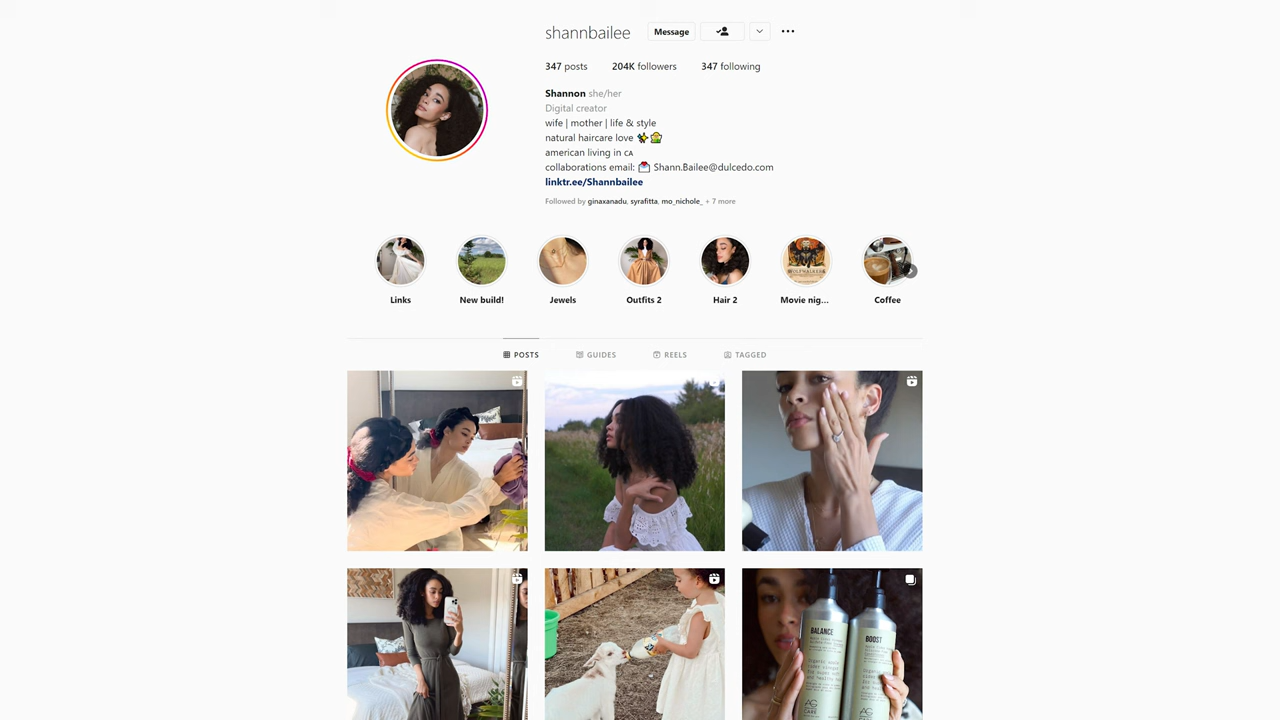 shannbailee Message
347 posts 204K followers 347 following
Shannon she/her
Digital creator
wife | mother | life & style
natural haircare love
american living in CA
collaborations email: Shann.Bailee@dulcedo.com
linktr.ee/Shannbailee
Followed by ginaxanadu, syrafitta, mo_nichole_ + 7 more
WOLFWALKERS
Links New build! Jewels Outfits 2 Hair 2 Movie nig... Coffee
POSTS GUIDES REELS TAGGED
BALANCE BOOST
AG AG